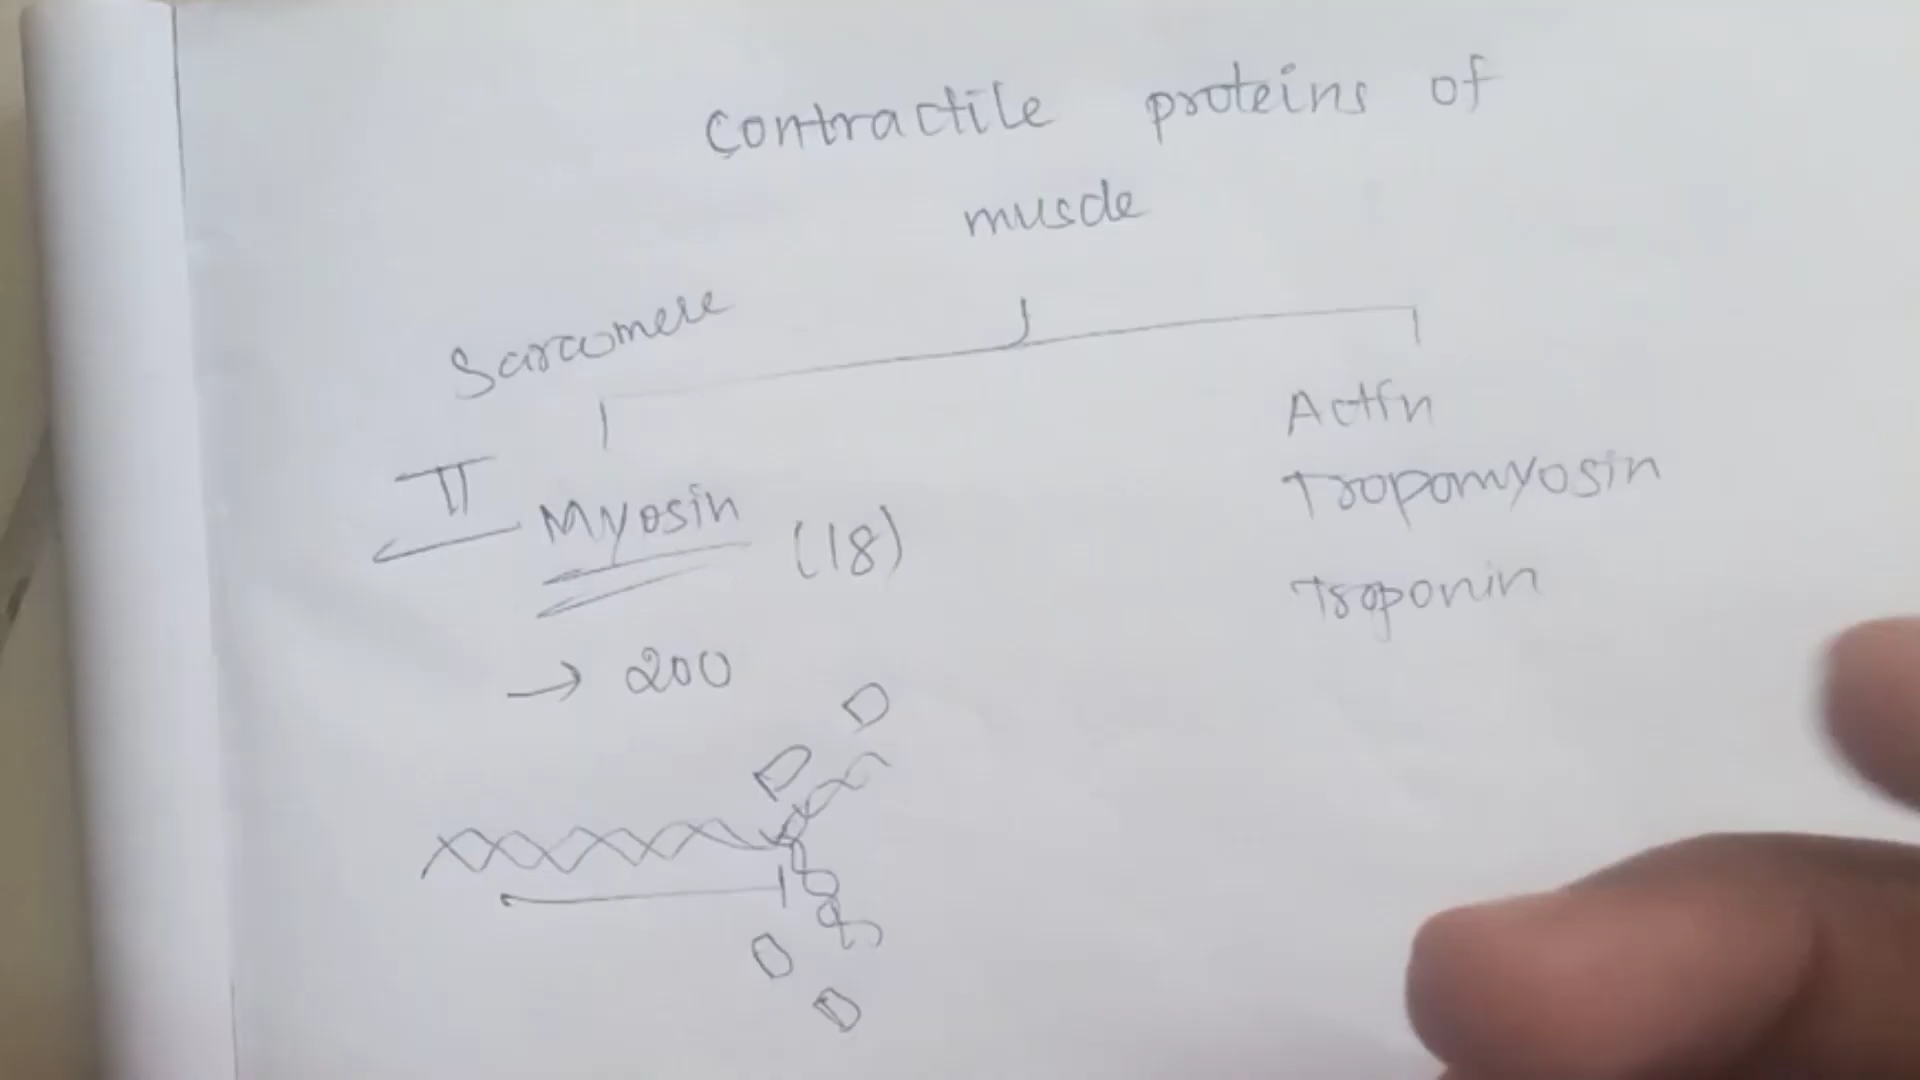 Contractile proteins of
muscle
Sarcomere
II Myosin (18)
→ 200
Actin
Tropomyosin
Troponin